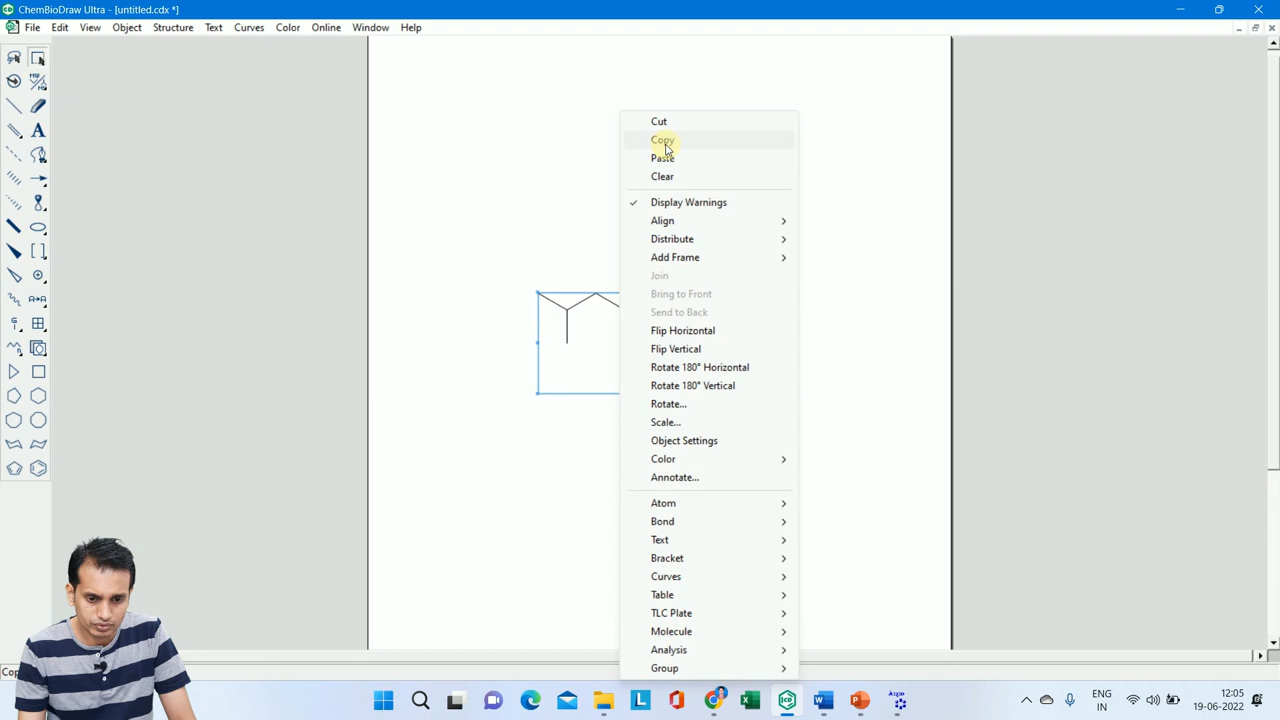 ChemBioDraw Ultra - [untitled.cdx *]
File Edit View Object Structure Text Curves Color Online Window Help
MW
A
A
Cut
Copy
Paste
Clear
Display Warnings
Align
Distribute
Add Frame
Join
Bring to Front
Send to Back
Flip Horizontal
Flip Vertical
Rotate 180° Horizontal
Rotate 180° Vertical
Rotate...
Scale...
Object Settings
Color
Annotate...
Atom
Bond
Text
Bracket
Curves
Table
TLC Plate
Molecule
Analysis
Group
ENG
IN
12:05
19-06-2022